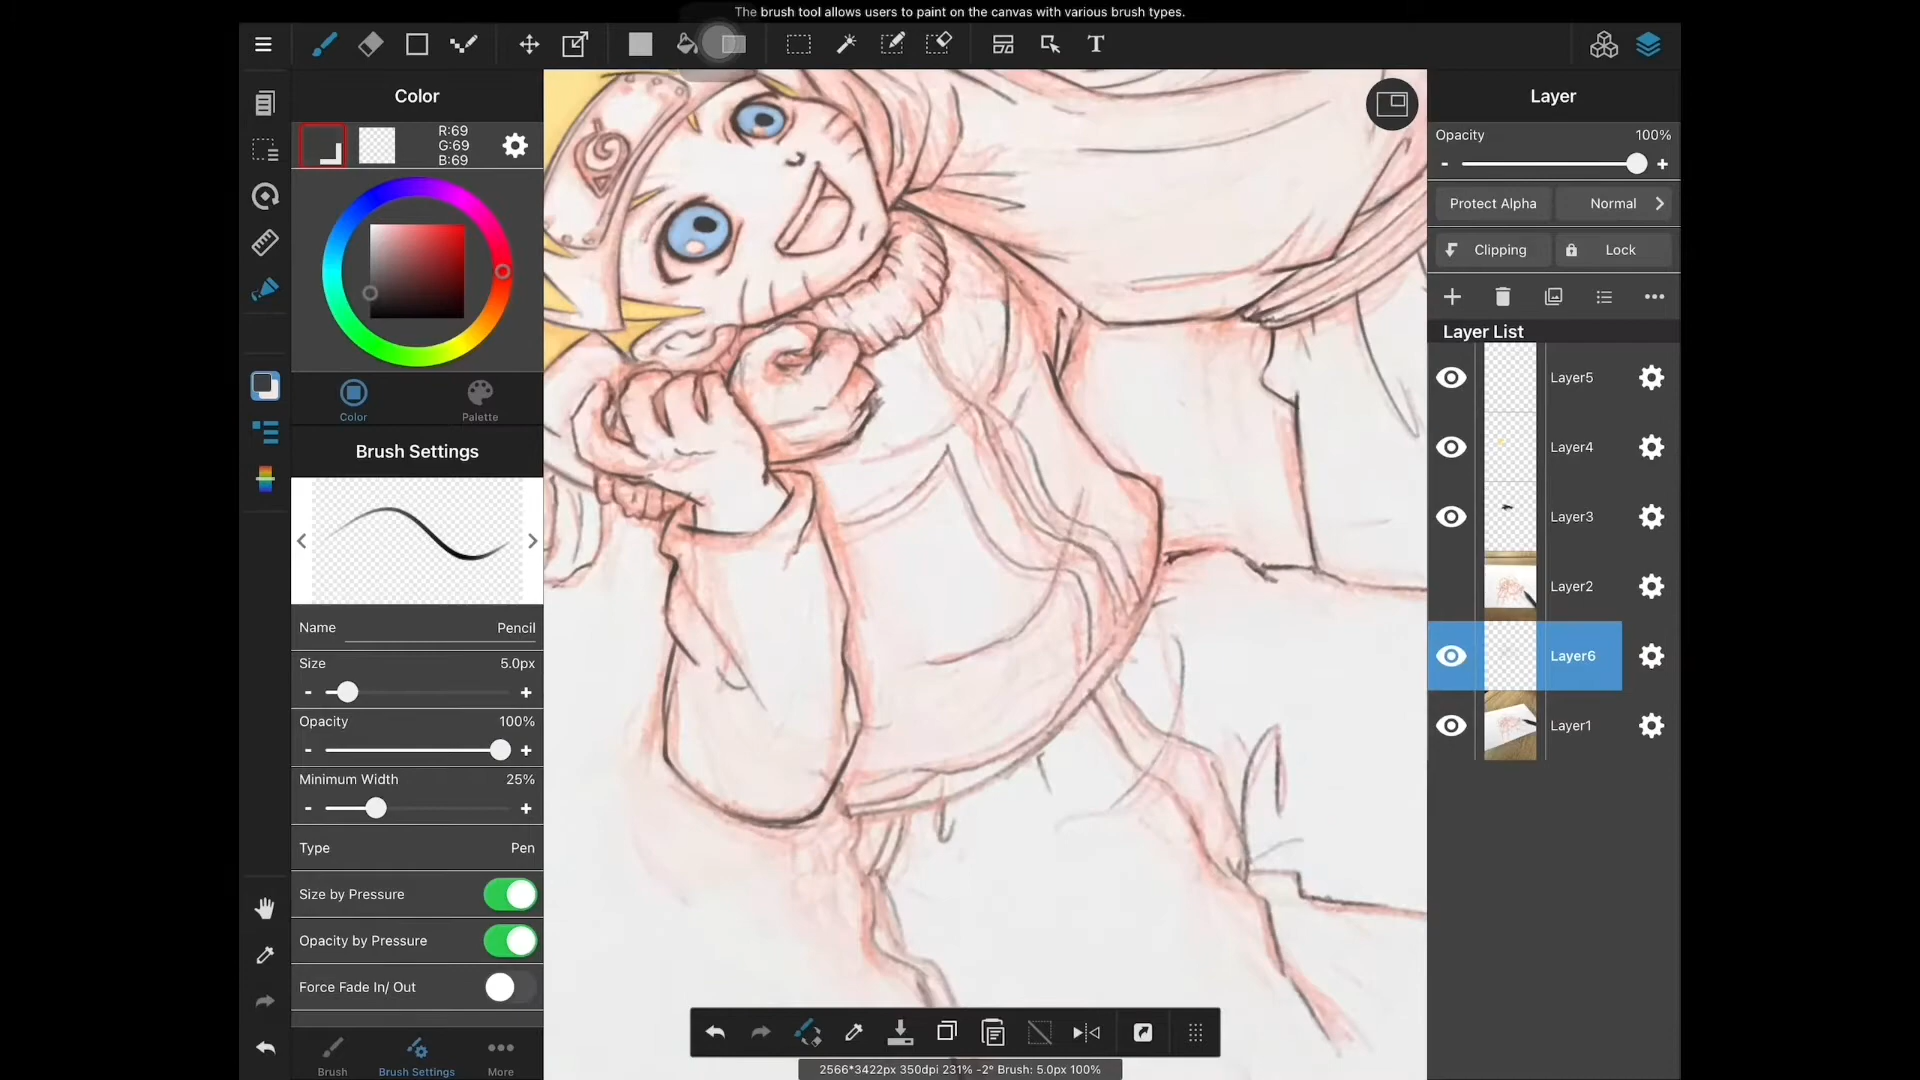 The brush tool allows users to paint on the canvas with various brush types.
T
Color
R:69
G:69
B:69
Color
Palette
Brush Settings
Name Pencil
Size 5.0px
- +
Opacity 100%
- +
Minimum Width 25%
- +
Type Pen
Size by Pressure
Opacity by Pressure
Force Fade In/ Out
Brush
Brush Settings
More
2566*3422px 350dpi 231% -2° Brush: 5.0px 100%
Layer
Opacity 100%
- +
Protect Alpha
Normal
Clipping
Lock
Layer List
Layer5
Layer4
Layer3
Layer2
Layer6
Layer1